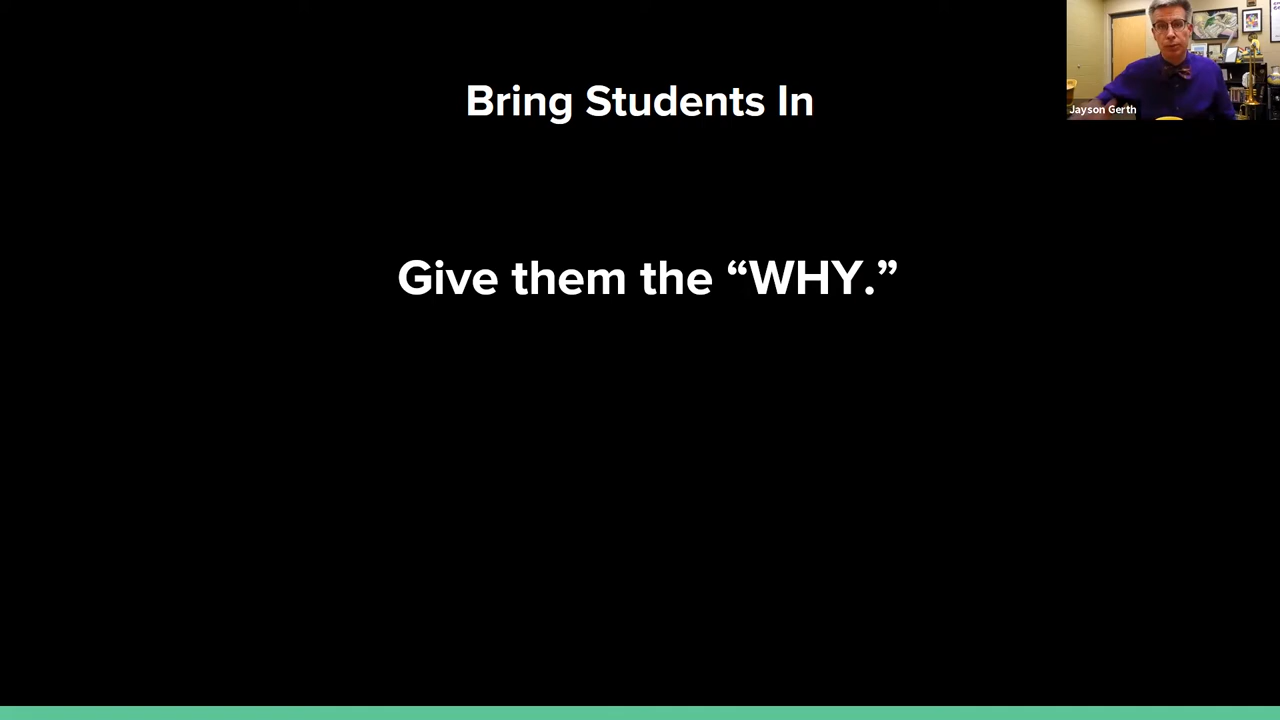 Bring Students In
Jayson Gerth
Give them the “WHY.”